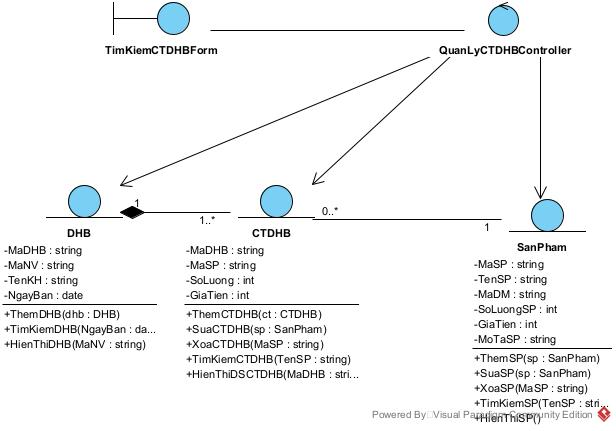 TimKiemCTDHBForm
QuanLyCTDHBController
1
1..*
0..*
1
DHB
-MaDHB : string
-MaNV : string
-TenKH : string
-NgayBan : date
+ThemDHB(dhb : DHB)
+TimKiemDHB(NgayBan : da...
+HienThiDHB(MaNV : string)
CTDHB
-MaDHB : string
-MaSP : string
-SoLuong : int
-GiaTien : int
+ThemCTDHB(ct : CTDHB)
+SuaCTDHB(sp : SanPham)
+XoaCTDHB(MaSP : string)
+TimKiemCTDHB(TenSP : string)
+HienThiDSCTDHB(MaDHB : stri...
SanPham
-MaSP : string
-TenSP : string
-MaDM : string
-SoLuongSP : int
-GiaTien : int
-MoTaSP : string
+ThemSP(sp : SanPham)
+SuaSP(sp : SanPham)
+XoaSP(MaSP : string)
+TimKiemSP(TenSP : stri...
+HienThiSP()
Powered By Visual Paradigm Community Edition